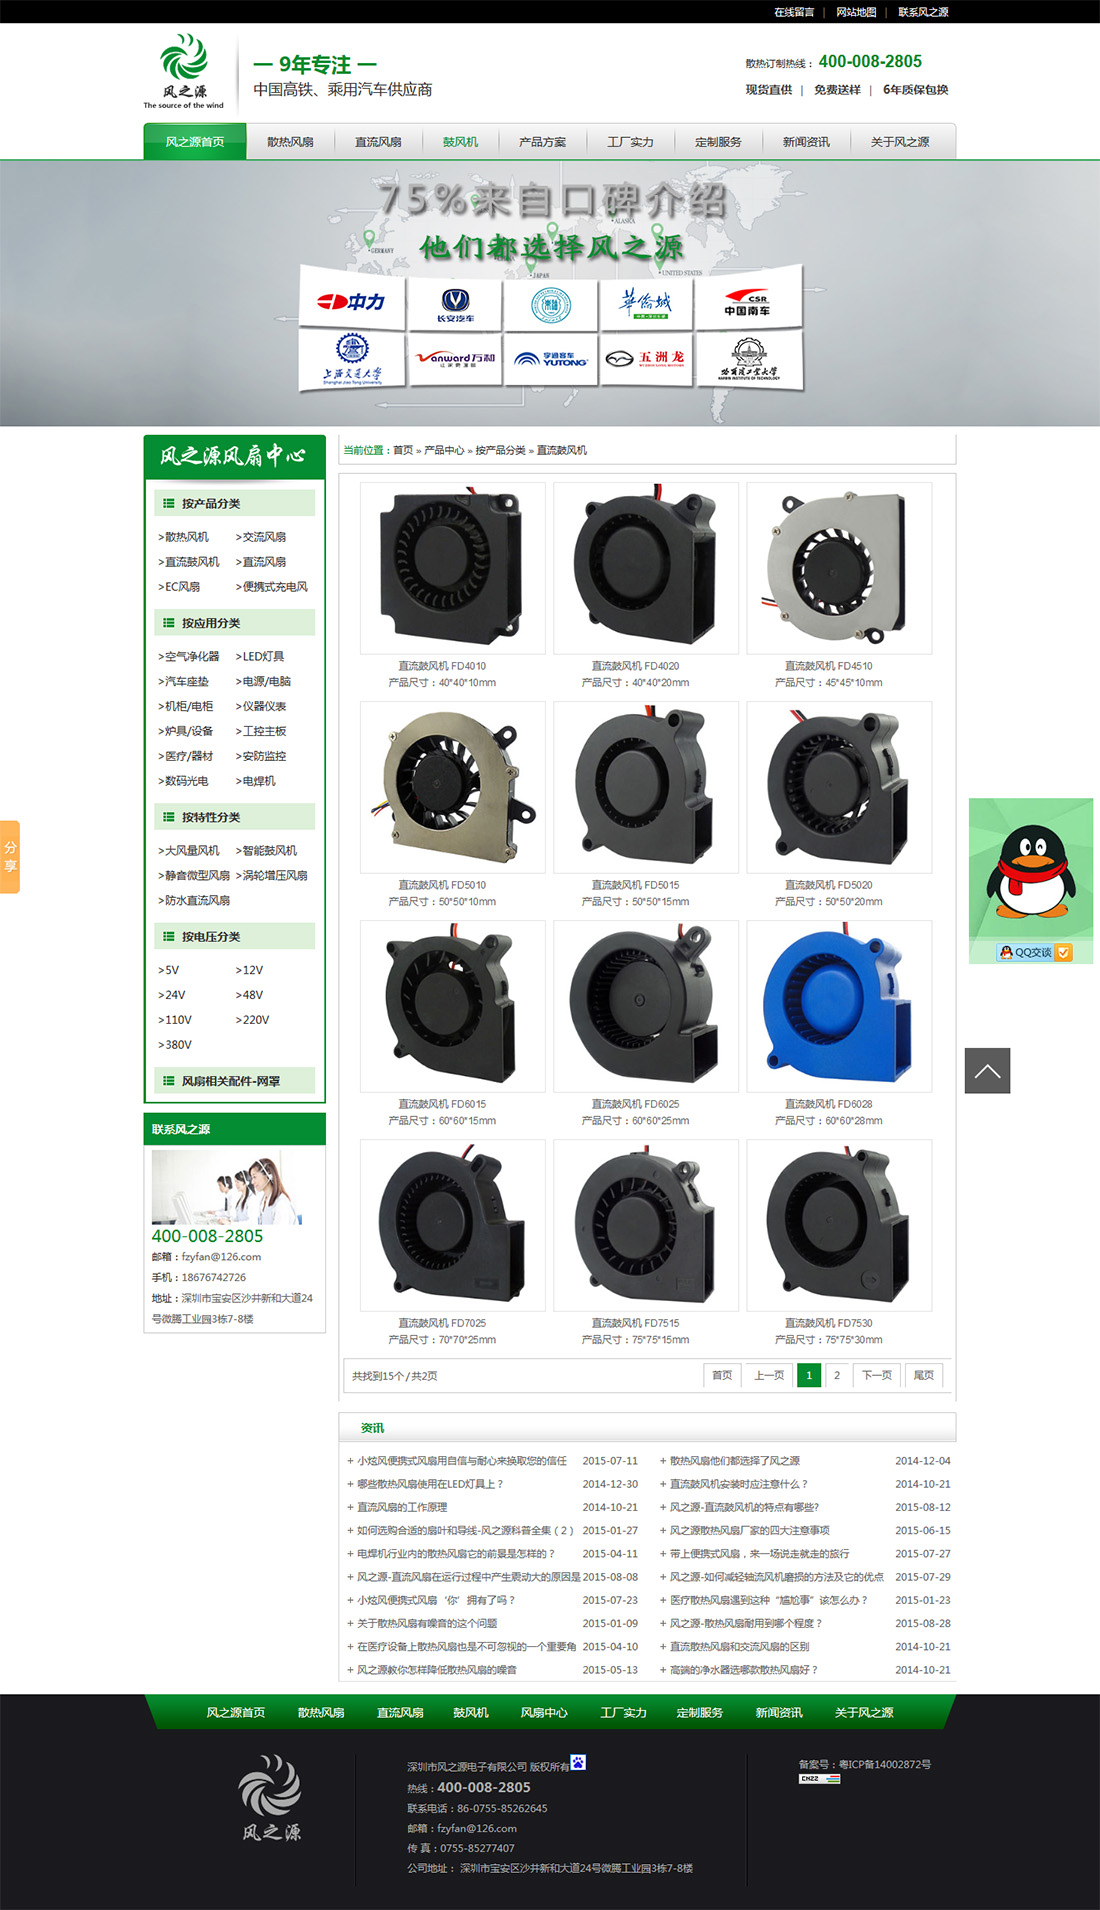 在线留言 | 网站地图 | 联系风之源
风之源
The source of the wind
— 9年专注 —
中国高铁、乘用汽车供应商
散热订制热线： 400-008-2805
现货直供 | 免费送样 | 6年质保包换
风之源首页 散热风扇 直流风扇 鼓风机 产品方案 工厂实力 定制服务 新闻资讯 关于风之源
75%来自口碑介绍
他们都选择风之源
ALASKA
GERMANY
JAPAN
UNITED STATES
中力
长安汽车
華僑城
CSR
中国南车
上海交通大学
Shanghai Jiao Tong University
Vanward万和
宇通客车
YUTONG
五洲龙
哈尔滨工业大学
HARBIN INSTITUTE OF TECHNOLOGY
风之源风扇中心
按产品分类
>散热风机 >交流风扇
>直流鼓风机 >直流风扇
>EC风扇 >便携式充电风
按应用分类
>空气净化器 >LED灯具
>汽车座垫 >电源/电脑
>机柜/电柜 >仪器仪表
>炉具/设备 >工控主板
>医疗/器材 >安防监控
>数码光电 >电焊机
按特性分类
>大风量风机 >智能鼓风机
>静音微型风扇 >涡轮增压风扇
>防水直流风扇
按电压分类
>5V >12V
>24V >48V
>110V >220V
>380V
风扇相关配件-网罩
联系风之源
400-008-2805
邮箱：fzyfan@126.com
手机：18676742726
地址：深圳市宝安区沙井新和大道24
号微腾工业园3栋7-8楼
当前位置：首页 » 产品中心 » 按产品分类 » 直流鼓风机
直流鼓风机 FD4010 直流鼓风机 FD4020 直流鼓风机 FD4510
产品尺寸：40*40*10mm 产品尺寸：40*40*20mm 产品尺寸：45*45*10mm
直流鼓风机 FD5010 直流鼓风机 FD5015 直流鼓风机 FD5020
产品尺寸：50*50*10mm 产品尺寸：50*50*15mm 产品尺寸：50*50*20mm
直流鼓风机 FD6015 直流鼓风机 FD6025 直流鼓风机 FD6028
产品尺寸：60*60*15mm 产品尺寸：60*60*25mm 产品尺寸：60*60*28mm
直流鼓风机 FD7025 直流鼓风机 FD7515 直流鼓风机 FD7530
产品尺寸：70*70*25mm 产品尺寸：75*75*15mm 产品尺寸：75*75*30mm
共找到15个 / 共2页 首页 上一页 1 2 下一页 尾页
分享
QQ交谈
资讯
+ 小炫风便携式风扇用自信与耐心来换取您的信任 2015-07-11 + 散热风扇他们都选择了风之源 2014-12-04
+ 哪些散热风扇使用在LED灯具上？ 2014-12-30 + 直流鼓风机安装时应注意什么？ 2014-10-21
+ 直流风扇的工作原理 2014-10-21 + 风之源-直流鼓风机的特点有哪些? 2015-08-12
+ 如何选购合适的扇叶和导线-风之源科普全集（2） 2015-01-27 + 风之源散热风扇厂家的四大注意事项 2015-06-15
+ 电焊机行业内的散热风扇它的前景是怎样的？ 2015-04-11 + 带上便携式风扇，来一场说走就走的旅行 2015-07-27
+ 风之源-直流风扇在运行过程中产生震动大的原因是 2015-08-08 + 风之源-如何减轻轴流风机磨损的方法及它的优点 2015-07-29
+ 小炫风便携式风扇‘你’拥有了吗？ 2015-07-23 + 医疗散热风扇遇到这种“尴尬事”该怎么办？ 2015-01-23
+ 关于散热风扇有噪音的这个问题 2015-01-09 + 风之源-散热风扇耐用到哪个程度？ 2015-08-28
+ 在医疗设备上散热风扇也是不可忽视的一个重要角 2015-04-10 + 直流散热风扇和交流风扇的区别 2014-10-21
+ 风之源教你怎样降低散热风扇的噪音 2015-05-13 + 高端的净水器选哪款散热风扇好？ 2014-10-21
风之源首页 散热风扇 直流风扇 鼓风机 风扇中心 工厂实力 定制服务 新闻资讯 关于风之源
风之源
深圳市风之源电子有限公司 版权所有
热线：400-008-2805
联系电话：86-0755-85262645
邮箱：fzyfan@126.com
传 真：0755-85277407
公司地址： 深圳市宝安区沙井新和大道24号微腾工业园3栋7-8楼
备案号：粤ICP备14002872号
CNZZ